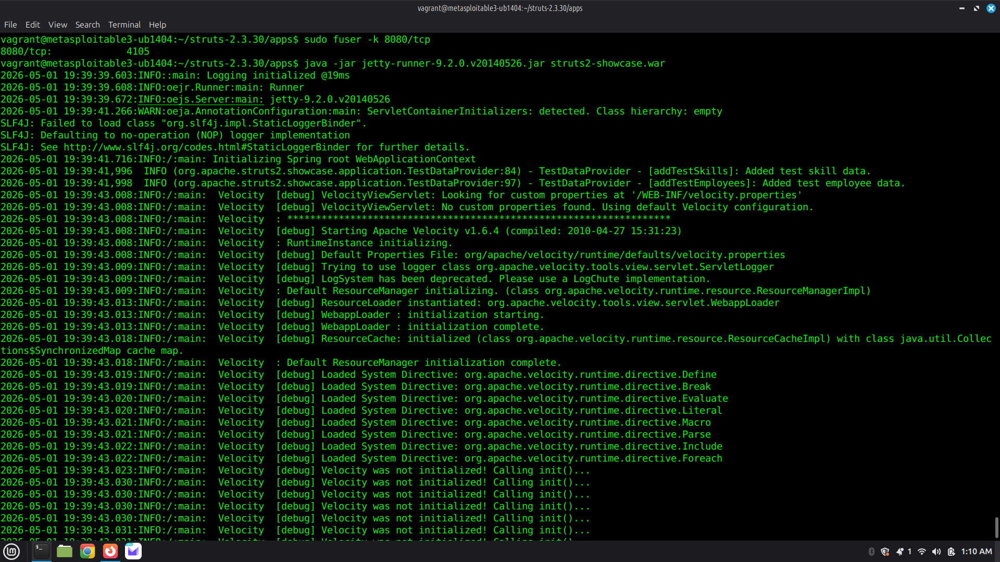 vagrant@metasploitable3-ub1404:~/struts-2.3.30/apps
File Edit View Search Terminal Help
vagrant@metasploitable3-ub1404:~/struts-2.3.30/apps$ sudo fuser -k 8080/tcp
8080/tcp:             4105
vagrant@metasploitable3-ub1404:~/struts-2.3.30/apps$ java -jar jetty-runner-9.2.0.v20140526.jar struts2-showcase.war
2026-05-01 19:39:39.603:INFO::main: Logging initialized @19ms
2026-05-01 19:39:39.608:INFO:oejr.Runner:main: Runner
2026-05-01 19:39:39.672:INFO:oejs.Server:main: jetty-9.2.0.v20140526
2026-05-01 19:39:41.266:WARN:oeja.AnnotationConfiguration:main: ServletContainerInitializers: detected. Class hierarchy: empty
SLF4J: Failed to load class "org.slf4j.impl.StaticLoggerBinder".
SLF4J: Defaulting to no-operation (NOP) logger implementation
SLF4J: See http://www.slf4j.org/codes.html#StaticLoggerBinder for further details.
2026-05-01 19:39:41.716:INFO:/:main: Initializing Spring root WebApplicationContext
2026-05-01 19:39:41,996  INFO (org.apache.struts2.showcase.application.TestDataProvider:84) - TestDataProvider - [addTestSkills]: Added test skill data.
2026-05-01 19:39:41,998  INFO (org.apache.struts2.showcase.application.TestDataProvider:97) - TestDataProvider - [addTestEmployees]: Added test employee data.
2026-05-01 19:39:43.008:INFO:/:main:  Velocity  [debug] VelocityViewServlet: Looking for custom properties at '/WEB-INF/velocity.properties'
2026-05-01 19:39:43.008:INFO:/:main:  Velocity  [debug] VelocityViewServlet: No custom properties found. Using default Velocity configuration.
2026-05-01 19:39:43.008:INFO:/:main:  Velocity  : *******************************************************************
2026-05-01 19:39:43.008:INFO:/:main:  Velocity  [debug] Starting Apache Velocity v1.6.4 (compiled: 2010-04-27 15:31:23)
2026-05-01 19:39:43.008:INFO:/:main:  Velocity  : RuntimeInstance initializing.
2026-05-01 19:39:43.008:INFO:/:main:  Velocity  [debug] Default Properties File: org/apache/velocity/runtime/defaults/velocity.properties
2026-05-01 19:39:43.009:INFO:/:main:  Velocity  [debug] Trying to use logger class org.apache.velocity.tools.view.servlet.ServletLogger
2026-05-01 19:39:43.009:INFO:/:main:  Velocity  [debug] LogSystem has been deprecated. Please use a LogChute implementation.
2026-05-01 19:39:43.009:INFO:/:main:  Velocity  : Default ResourceManager initializing. (class org.apache.velocity.runtime.resource.ResourceManagerImpl)
2026-05-01 19:39:43.013:INFO:/:main:  Velocity  [debug] ResourceLoader instantiated: org.apache.velocity.tools.view.servlet.WebappLoader
2026-05-01 19:39:43.013:INFO:/:main:  Velocity  [debug] WebappLoader : initialization starting.
2026-05-01 19:39:43.013:INFO:/:main:  Velocity  [debug] WebappLoader : initialization complete.
2026-05-01 19:39:43.018:INFO:/:main:  Velocity  [debug] ResourceCache: initialized (class org.apache.velocity.runtime.resource.ResourceCacheImpl) with class java.util.Collec
tions$SynchronizedMap cache map.
2026-05-01 19:39:43.018:INFO:/:main:  Velocity  : Default ResourceManager initialization complete.
2026-05-01 19:39:43.019:INFO:/:main:  Velocity  [debug] Loaded System Directive: org.apache.velocity.runtime.directive.Define
2026-05-01 19:39:43.019:INFO:/:main:  Velocity  [debug] Loaded System Directive: org.apache.velocity.runtime.directive.Break
2026-05-01 19:39:43.020:INFO:/:main:  Velocity  [debug] Loaded System Directive: org.apache.velocity.runtime.directive.Evaluate
2026-05-01 19:39:43.020:INFO:/:main:  Velocity  [debug] Loaded System Directive: org.apache.velocity.runtime.directive.Literal
2026-05-01 19:39:43.021:INFO:/:main:  Velocity  [debug] Loaded System Directive: org.apache.velocity.runtime.directive.Macro
2026-05-01 19:39:43.021:INFO:/:main:  Velocity  [debug] Loaded System Directive: org.apache.velocity.runtime.directive.Parse
2026-05-01 19:39:43.022:INFO:/:main:  Velocity  [debug] Loaded System Directive: org.apache.velocity.runtime.directive.Include
2026-05-01 19:39:43.022:INFO:/:main:  Velocity  [debug] Loaded System Directive: org.apache.velocity.runtime.directive.Foreach
2026-05-01 19:39:43.023:INFO:/:main:  Velocity  [debug] Velocity was not initialized! Calling init()...
2026-05-01 19:39:43.030:INFO:/:main:  Velocity  [debug] Velocity was not initialized! Calling init()...
2026-05-01 19:39:43.030:INFO:/:main:  Velocity  [debug] Velocity was not initialized! Calling init()...
2026-05-01 19:39:43.030:INFO:/:main:  Velocity  [debug] Velocity was not initialized! Calling init()...
2026-05-01 19:39:43.030:INFO:/:main:  Velocity  [debug] Velocity was not initialized! Calling init()...
2026-05-01 19:39:43.031:INFO:/:main:  Velocity  [debug] Velocity was not initialized! Calling init()...
1 1:10 AM